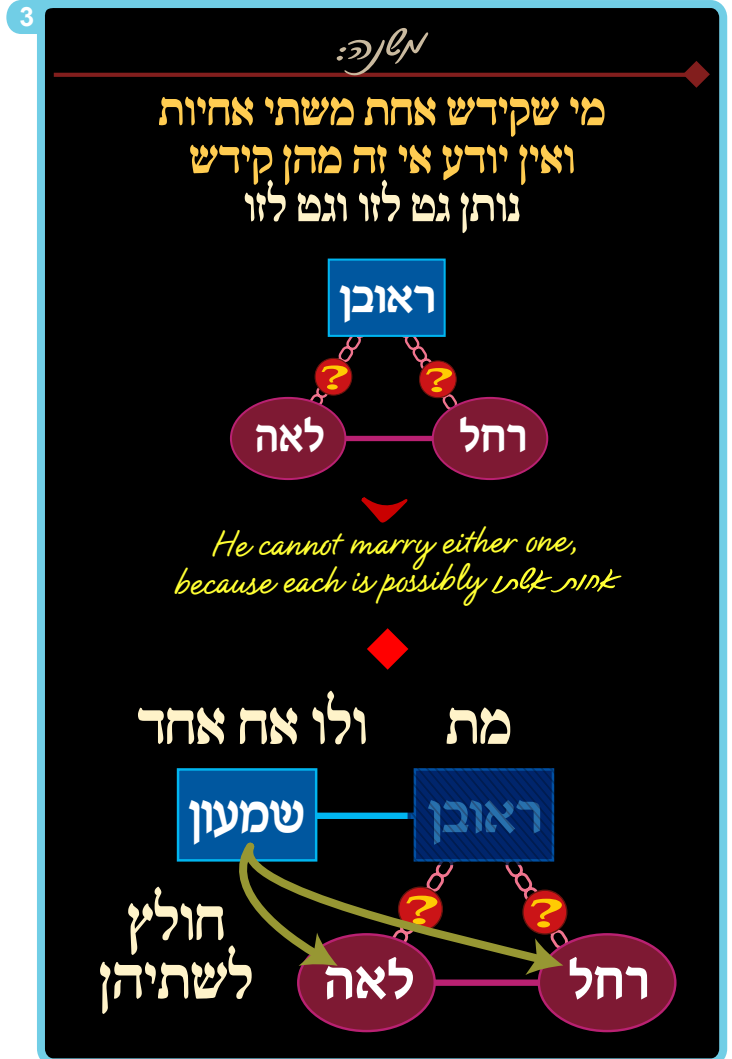 3
משנה:
מי שקידש אחת משתי אחיות
ואין יודע אי זה מהן קידש
נותן גט לזו וגט לזו
ראובן
? ?
רחל לאה
He cannot marry either one,
because each is possibly אחות אשתו
מת ולו אח אחד
ראובן שמעון
? ?
חולץ
לשתיהן
רחל לאה